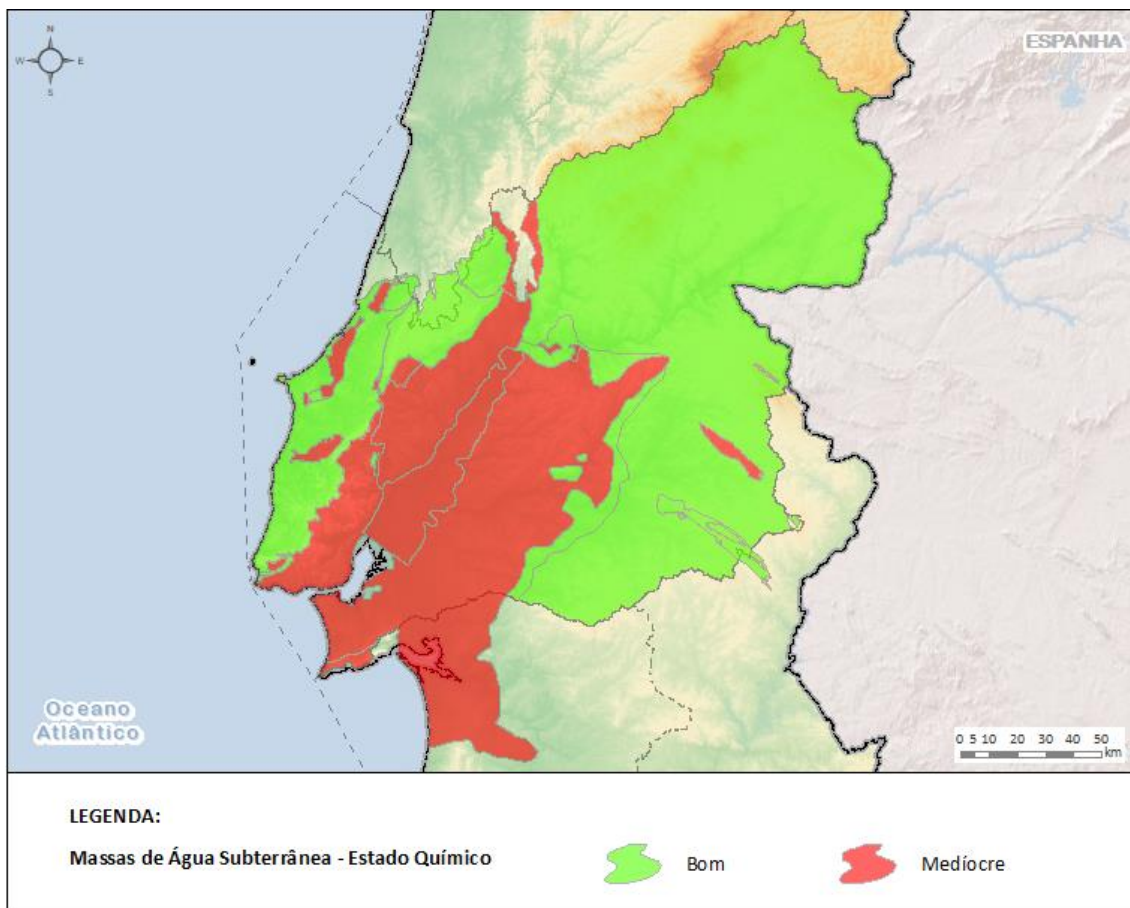 N
W E
S
ESPANHA
Oceano
Atlântico
0 5 10 20 30 40 50
km
LEGENDA:
Massas de Água Subterrânea - Estado Químico
Bom
Medíocre